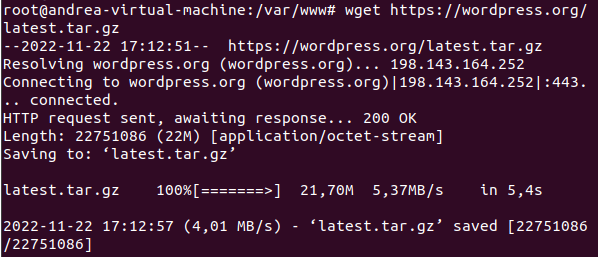 root@andrea-virtual-machine:/var/www# wget https://wordpress.org/
latest.tar.gz
--2022-11-22 17:12:51--  https://wordpress.org/latest.tar.gz
Resolving wordpress.org (wordpress.org)... 198.143.164.252
Connecting to wordpress.org (wordpress.org)|198.143.164.252|:443.
.. connected.
HTTP request sent, awaiting response... 200 OK
Length: 22751086 (22M) [application/octet-stream]
Saving to: ‘latest.tar.gz’
latest.tar.gz    100%[=======>]  21,70M  5,37MB/s    in 5,4s
2022-11-22 17:12:57 (4,01 MB/s) - ‘latest.tar.gz’ saved [22751086
/22751086]